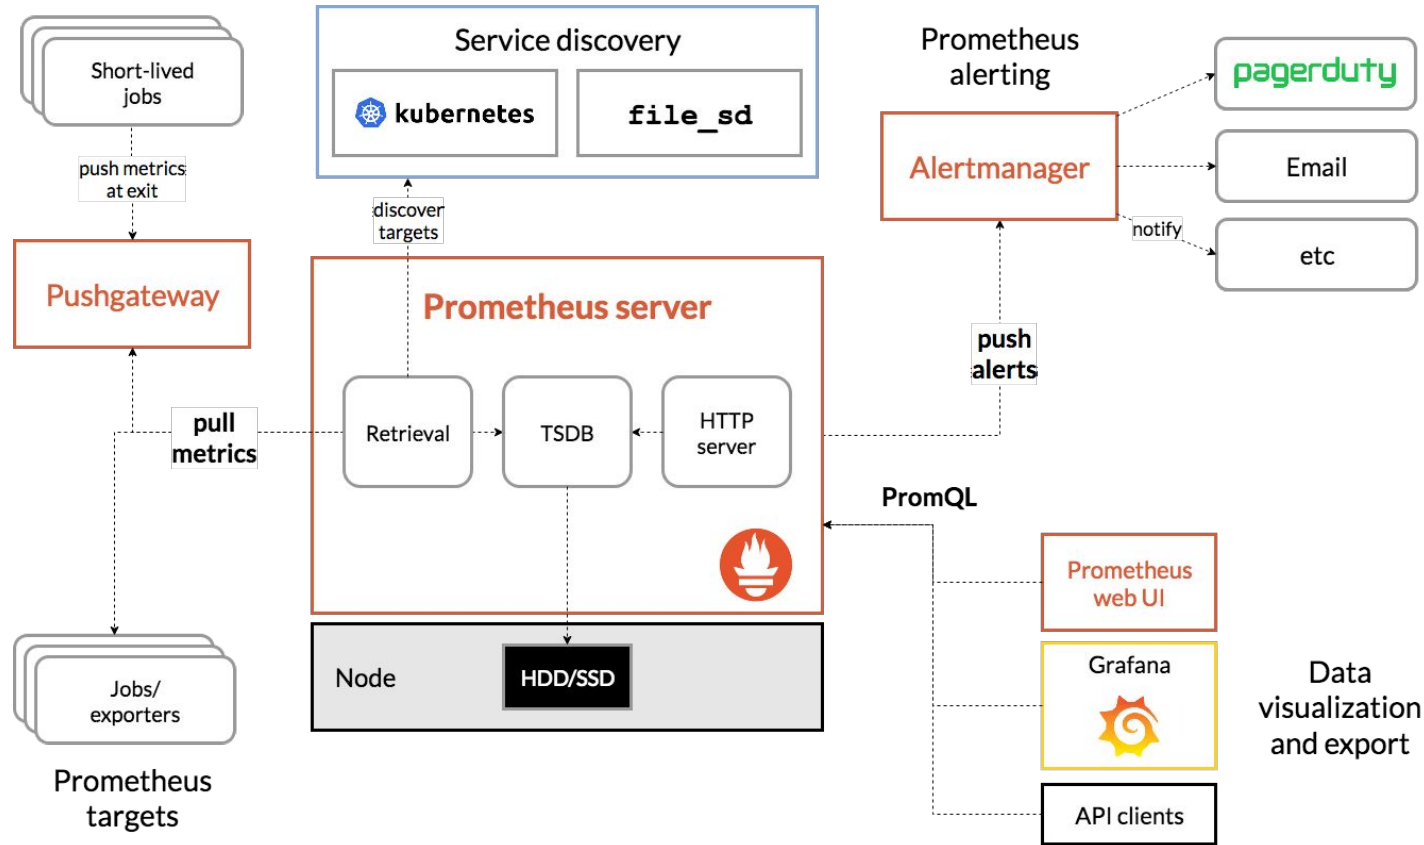 Short-lived
jobs
push metrics
at exit
Pushgateway
Service discovery
kubernetes
file_sd
discover
targets
Prometheus
alerting
Alertmanager
pagerduty
Email
notify
etc
Prometheus server
push
alerts
pull
metrics
Retrieval
TSDB
HTTP
server
PromQL
Node
HDD/SSD
Jobs/
exporters
Prometheus
targets
Prometheus
web UI
Grafana
API clients
Data
visualization
and export